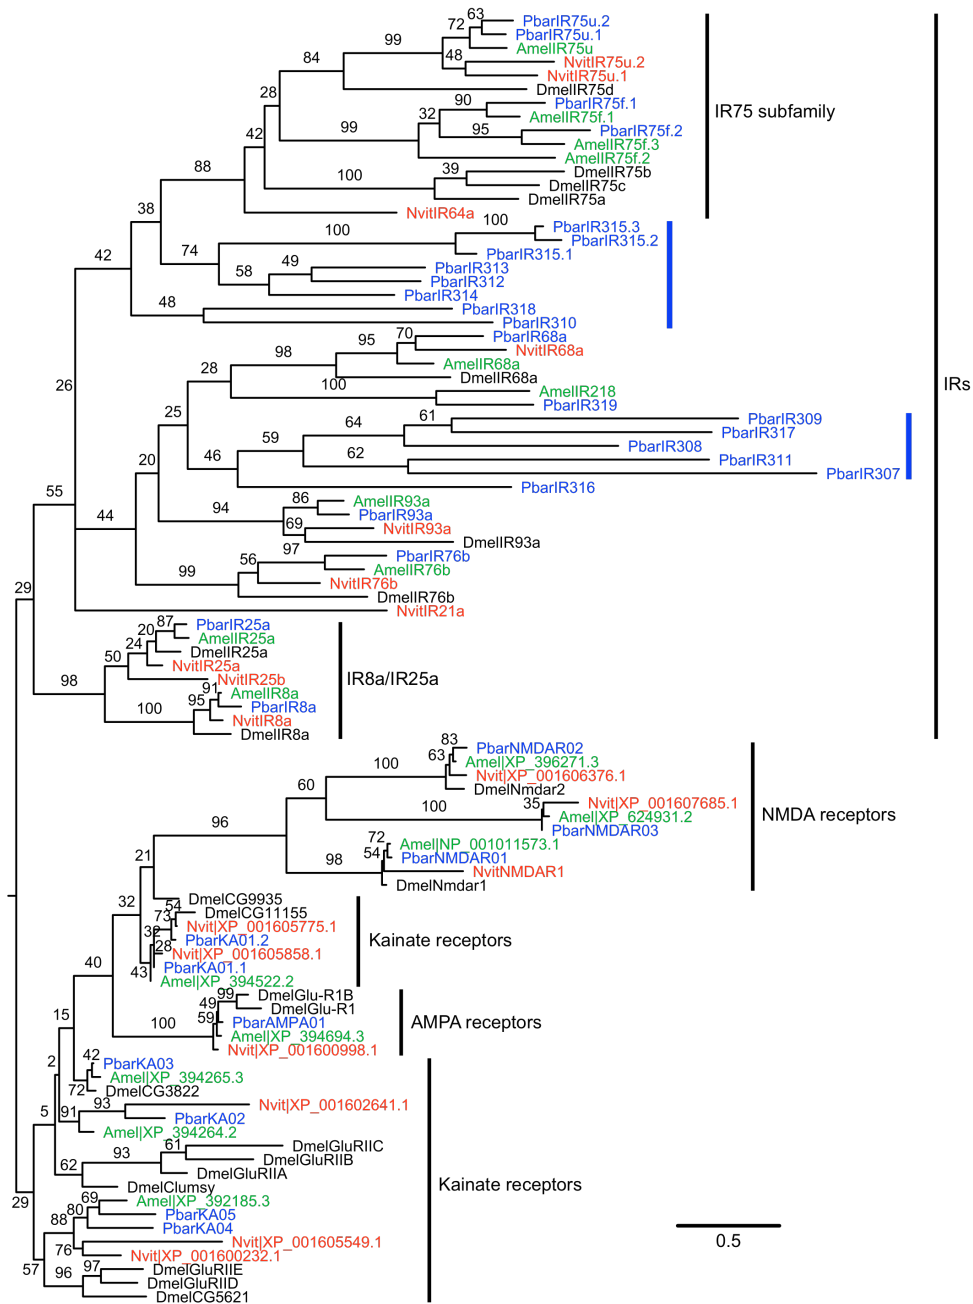 63
72
PbarIR75u.2
PbarIR75u.1
99
AmelIR75u
84
48
NvitIR75u.2
NvitIR75u.1
DmelIR75d
28
90
PbarIR75f.1
IR75 subfamily
32
AmelIR75f.1
99
95
PbarIR75f.2
42
AmelIR75f.3
AmelIR75f.2
88
39
DmelIR75b
100
DmelIR75c
DmelIR75a
38
NvitIR64a
100
100
PbarIR315.3
PbarIR315.2
74
PbarIR315.1
42
49
PbarIR313
58
PbarIR312
PbarIR314
48
PbarIR318
PbarIR310
70
PbarIR68a
95
NvitIR68a
98
AmelIR68a
28
DmelIR68a
26
100
AmelIR218
IRs
PbarIR319
25
61
PbarIR309
64
PbarIR317
59
PbarIR308
46
62
PbarIR311
20
PbarIR307
PbarIR316
55
86
AmelIR93a
94
PbarIR93a
44
69
NvitIR93a
DmelIR93a
97
PbarIR76b
56
AmelIR76b
99
NvitIR76b
29
DmelIR76b
NvitIR21a
87
PbarIR25a
20
AmelIR25a
24
DmelIR25a
50
NvitIR25a
98
NvitIR25b
IR8a/IR25a
91
AmelIR8a
95
PbarIR8a
100
NvitIR8a
DmelIR8a
83
PbarNMDAR02
63
Amel|XP_396271.3
100
Nvit|XP_001606376.1
60
DmelNmdar2
35
Nvit|XP_001607685.1
100
Amel|XP_624931.2
NMDA receptors
96
PbarNMDAR03
72
Amel|NP_001011573.1
54
PbarNMDAR01
98
NvitNMDAR1
21
DmelNmdar1
32
DmelCG9935
54
DmelCG11155
73
Nvit|XP_001605775.1
32
PbarKA01.2
Kainate receptors
28
Nvit|XP_001605858.1
43
PbarKA01.1
40
Amel|XP_394522.2
99
DmelGlu-R1B
49
DmelGlu-R1
59
PbarAMPA01
AMPA receptors
100
Amel|XP_394694.3
15
Nvit|XP_001600998.1
42
PbarKA03
2
Amel|XP_394265.3
72
DmelCG3822
93
Nvit|XP_001602641.1
5
91
PbarKA02
Amel|XP_394264.2
61
DmelGluRIIC
93
DmelGluRIIB
62
DmelGluRIIA
Kainate receptors
DmelClumsy
29
69
Amel|XP_392185.3
80
PbarKA05
88
PbarKA04
76
Nvit|XP_001605549.1
Nvit|XP_001600232.1
0.5
57
97
DmelGluRIIE
96
DmelGluRIID
DmelCG5621